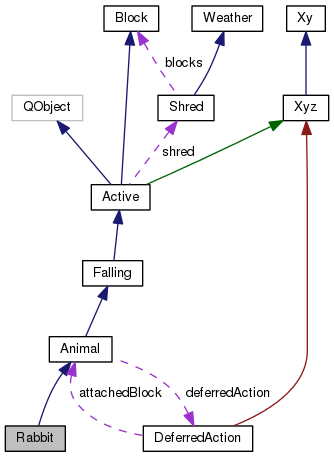 Block
Weather
Xy
blocks
QObject
Shred
Xyz
shred
Active
Falling
Animal
attachedBlock
deferredAction
Rabbit
DeferredAction